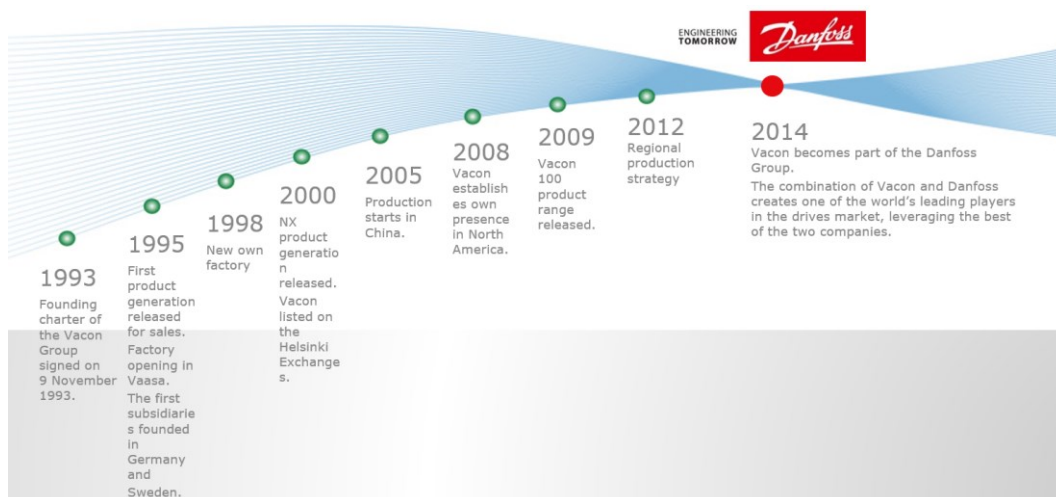 ENGINEERING
TOMORROW
Danfoss
1993
Founding
charter of
the Vacon
Group
signed on
9 November
1993.
1995
First
product
generation
released
for sales.
Factory
opening in
Vaasa.
The first
subsidiarie
s founded
in
Germany
and
Sweden.
1998
New own
factory
2000
NX
product
generatio
n
released.
Vacon
listed on
the
Helsinki
Exchange
s.
2005
Production
starts in
China.
2008
Vacon
establish
es own
presence
in North
America.
2009
Vacon
100
product
range
released.
2012
Regional
production
strategy
2014
Vacon becomes part of the Danfoss
Group.
The combination of Vacon and Danfoss
creates one of the world's leading players
in the drives market, leveraging the best
of the two companies.